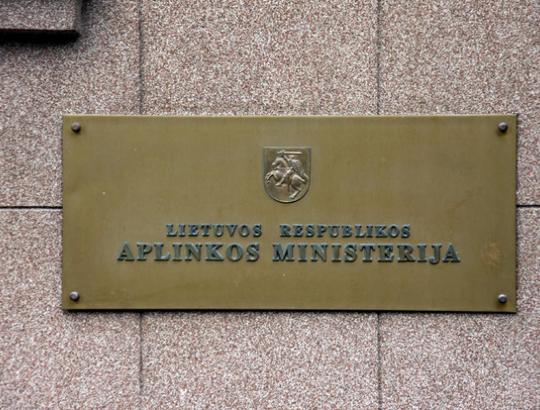 LIETUVOS RESPUBLIKOS
APLINKOS MINISTERIJA